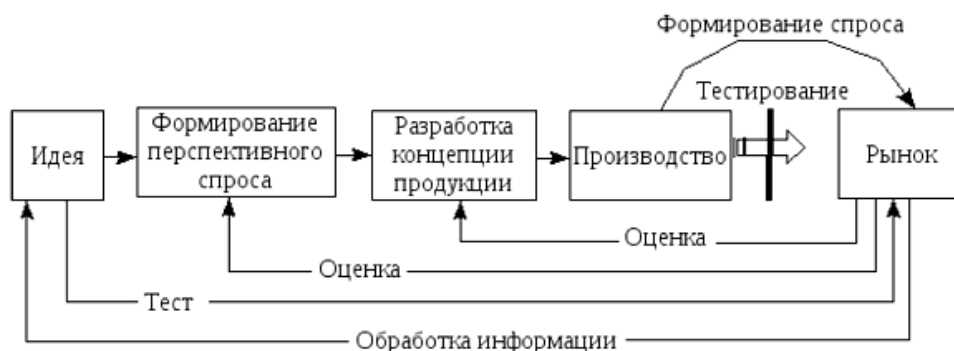 Формирование спроса
Тестирование
Идея
Формирование
перспективного
спроса
Разработка
концепции
продукции
Производство
Рынок
Оценка
Оценка
Тест
Обработка информации